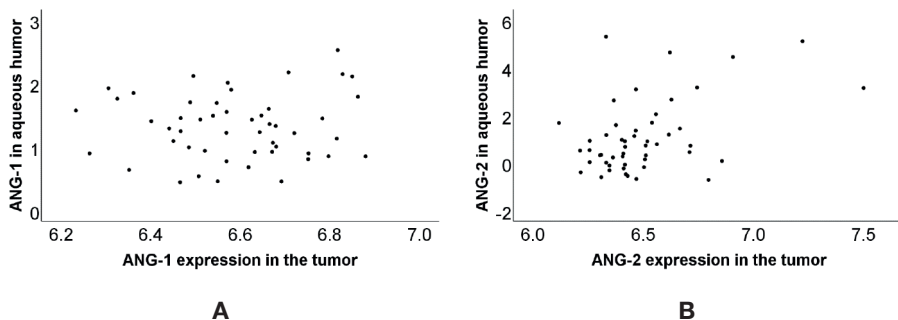 3
2
1
0
ANG-1 in aqueous humor
6.2 6.4 6.6 6.8 7.0
ANG-1 expression in the tumor
A
6
4
2
0
-2
ANG-2 in aqueous humor
6.0 6.5 7.0 7.5
ANG-2 expression in the tumor
B